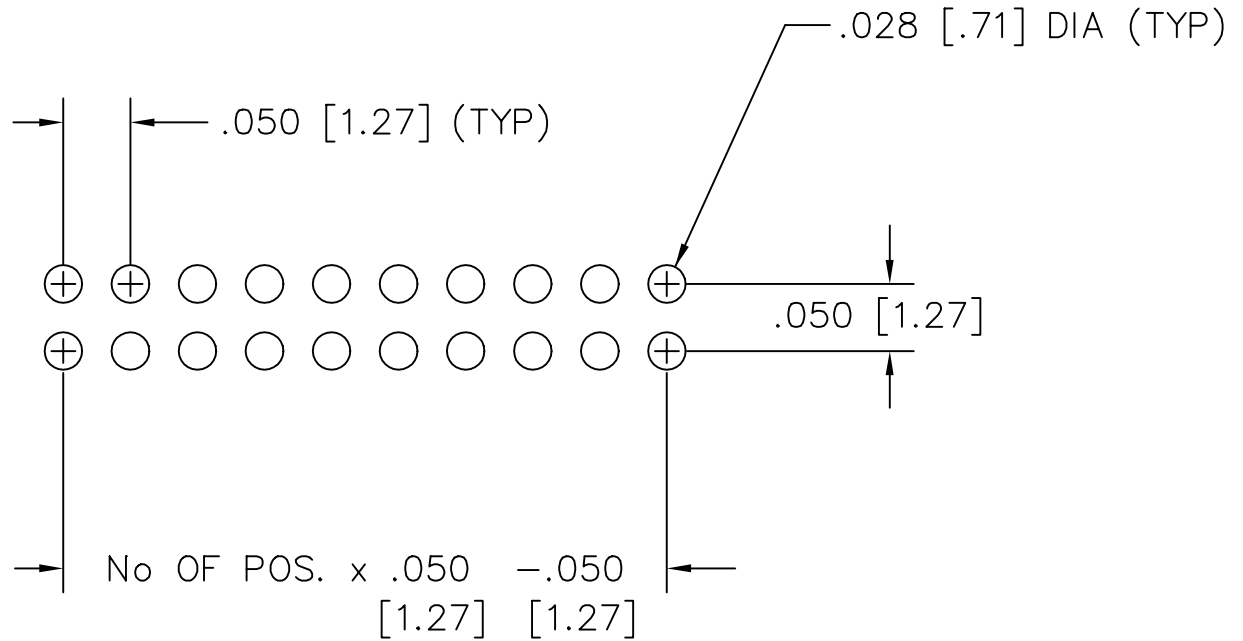 .028 [.71] DIA (TYP)
.050 [1.27] (TYP)
.050 [1.27]
No OF POS. x .050 -.050
[1.27] [1.27]